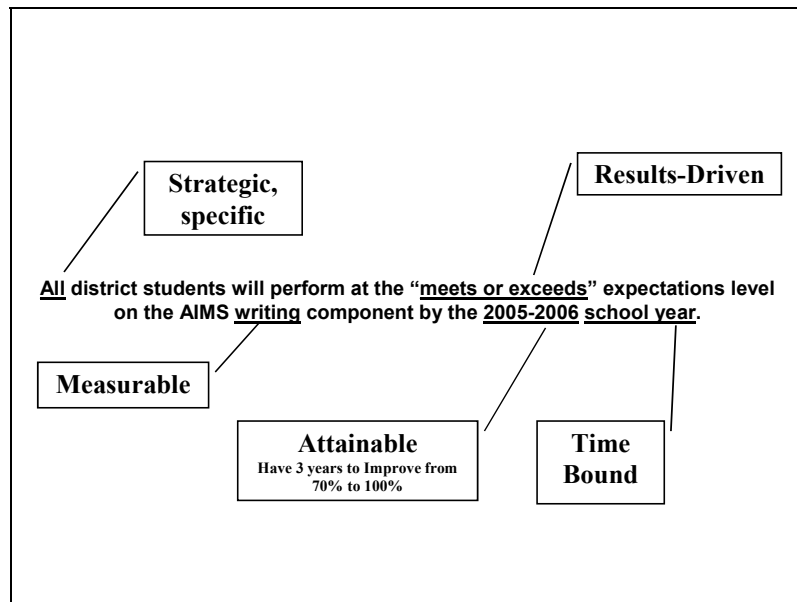 Strategic,
specific
Results-Driven
All district students will perform at the “meets or exceeds” expectations level
on the AIMS writing component by the 2005-2006 school year.
Measurable
Attainable
Have 3 years to Improve from
70% to 100%
Time
Bound